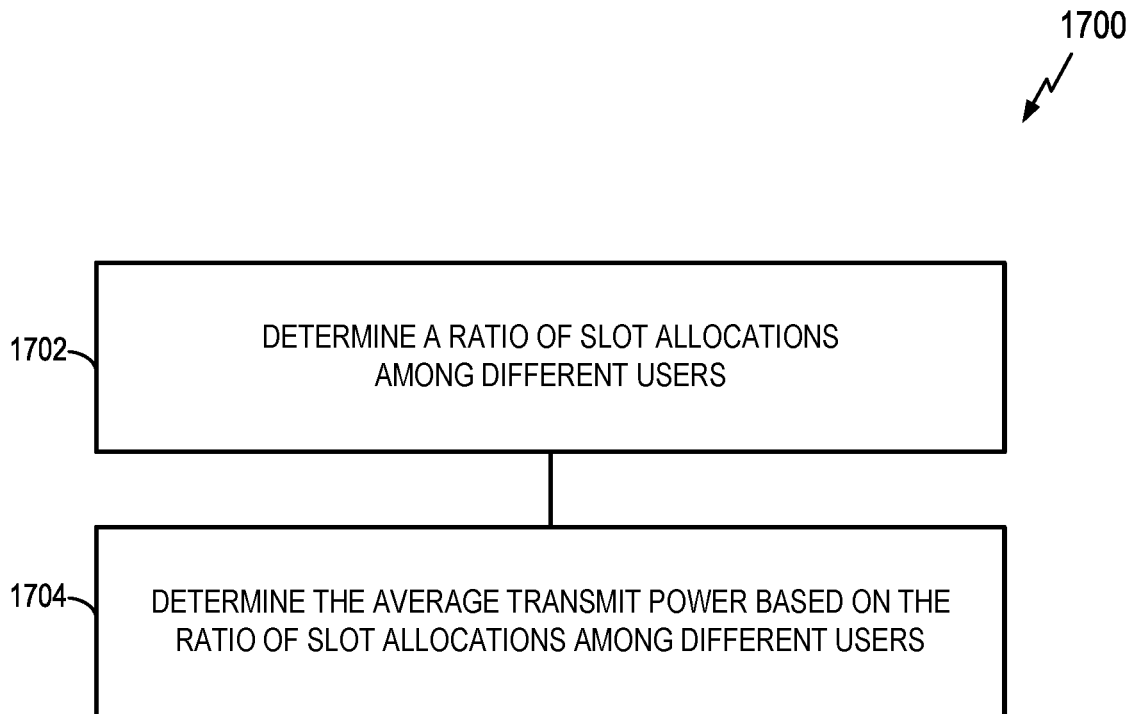 1700
1702
DETERMINE A RATIO OF SLOT ALLOCATIONS
AMONG DIFFERENT USERS
1704
DETERMINE THE AVERAGE TRANSMIT POWER BASED ON THE
RATIO OF SLOT ALLOCATIONS AMONG DIFFERENT USERS